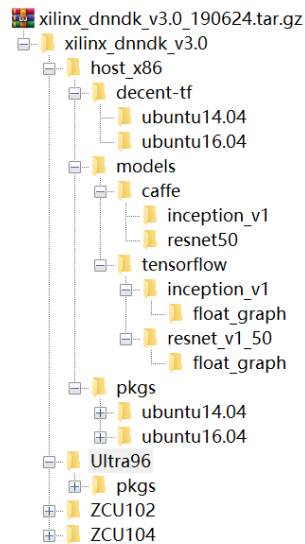 xilinx_dnndk_v3.0_190624.tar.gz
xilinx_dnndk_v3.0
host_x86
decent-tf
ubuntu14.04
ubuntu16.04
models
caffe
inception_v1
resnet50
tensorflow
inception_v1
float_graph
resnet_v1_50
float_graph
pkgs
ubuntu14.04
ubuntu16.04
Ultra96
pkgs
ZCU102
ZCU104